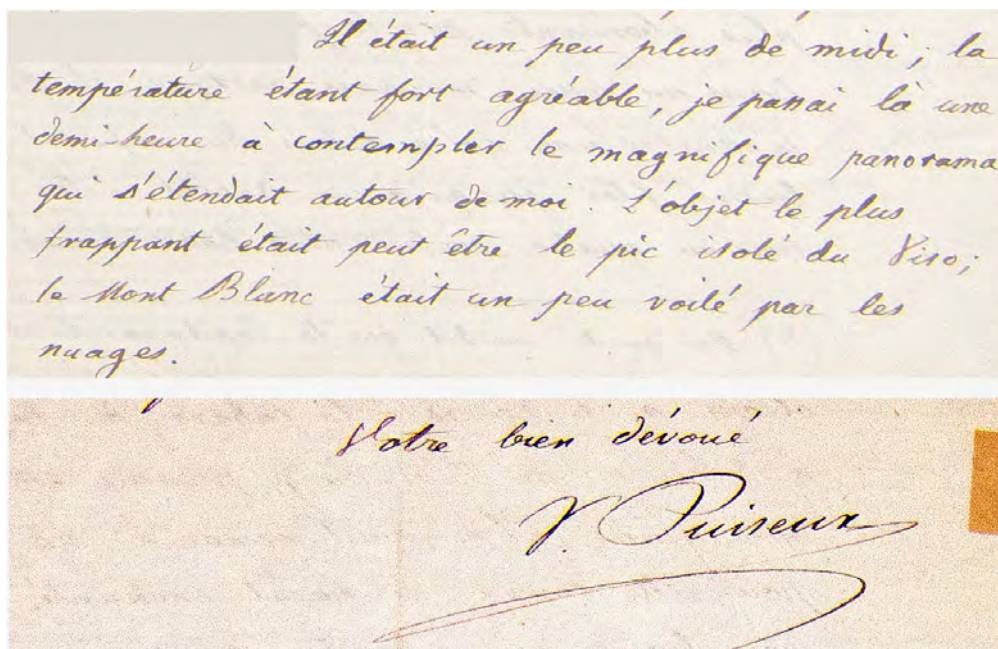 Il était un peu plus de midi ; la
température étant fort agréable, je passai là une
demi-heure à contempler le magnifique panorama
qui s'étendait autour de moi. L'objet le plus
frappant était peut être le pic isolé du Viso;
le Mont Blanc était un peu voilé par les
nuages.
Votre bien dévoué
V. Puiseux